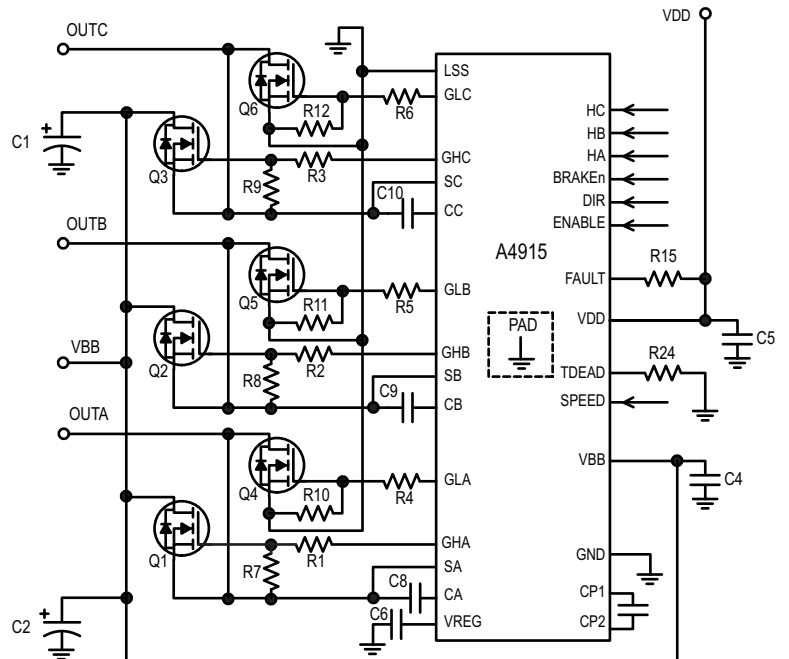 OUTC
VDD
LSS
GLC
Q6
R12
R6
HC
HB
HA
BRAKEn
DIR
ENABLE
C1
+
Q3
GHC
R9
R3
SC
C10
CC
OUTB
A4915
R15
FAULT
Q5
R11
GLB
R5
PAD
VDD
C5
VBB
Q2
GHB
R2
R8
SB
C9
CB
TDEAD
R24
SPEED
OUTA
VBB
C4
Q4
R10
GLA
R4
Q1
GHA
R1
R7
SA
C8
CA
C6
VREG
GND
CP1
CP2
C2
+